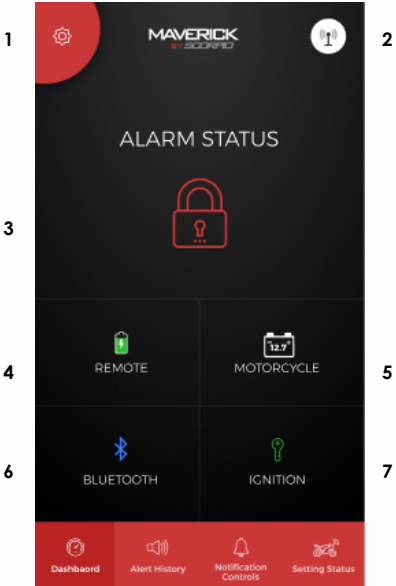 1
MAVERICK
BY SCORPIO
2
ALARM STATUS
3
4
REMOTE
12.7
MOTORCYCLE
5
6
BLUETOOTH
IGNITION
7
Dashbaord
Alert History
Notification
Controls
Setting Status